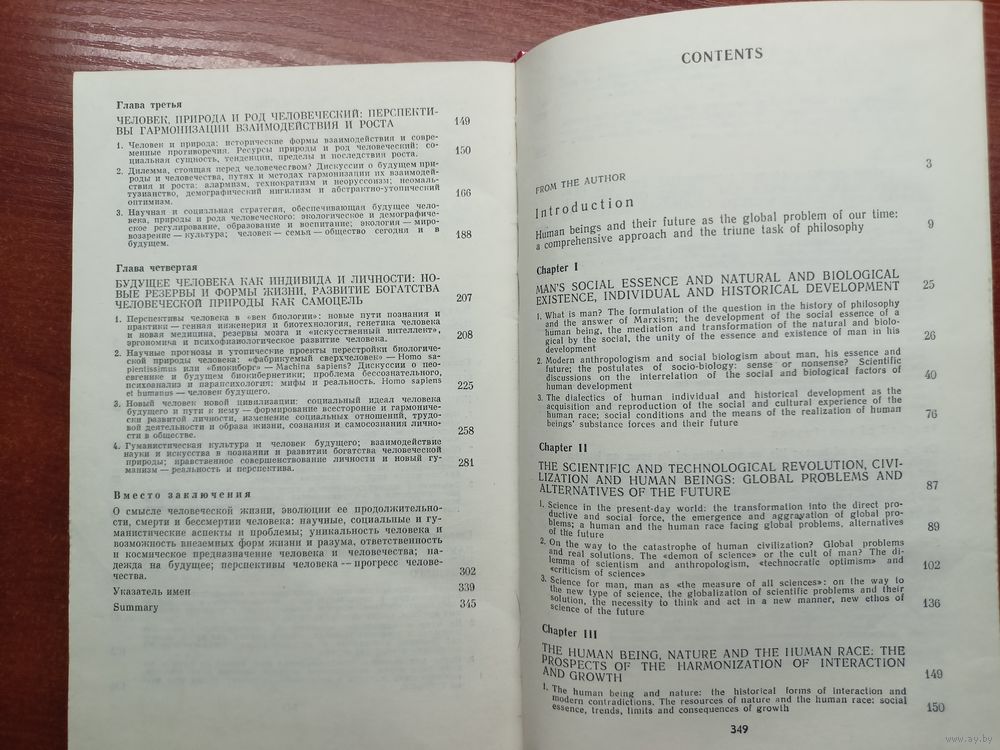 Глава третья
ЧЕЛОВЕК, ПРИРОДА И РОД ЧЕЛОВЕЧЕСКИЙ: ПЕРСПЕКТИ-
ВЫ ГАРМОНИЗАЦИИ ВЗАИМОДЕЙСТВИЯ И РОСТА 149
1. Человек и природа: исторические формы взаимодействия и совре-
менные противоречия. Ресурсы природы и род человеческий: со-
циальная сущность, тенденции, пределы и последствия роста. 150
2. Дилемма, стоящая перед человечеством? Дискуссии о будущем при-
роды и человечества, путях и методах гармонизации их взаимодей-
ствия и роста: алармизм, технократизм и неоруссоизм; неомаль-
тузианство, демографический нигилизм и абстрактно-утопический
оптимизм. 166
3. Научная и социальная стратегия, обеспечивающая будущее чело-
века, природы и рода человеческого: экологическое и демографиче-
ское регулирование, образование и воспитание; экология — миро-
воззрение — культура; человек — семья — общество сегодня и в
будущем. 188
Глава четвертая
БУДУЩЕЕ ЧЕЛОВЕКА КАК ИНДИВИДА И ЛИЧНОСТИ: НО-
ВЫЕ РЕЗЕРВЫ И ФОРМЫ ЖИЗНИ, РАЗВИТИЕ БОГАТСТВА
ЧЕЛОВЕЧЕСКОЙ ПРИРОДЫ КАК САМОЦЕЛЬ 207
1. Перспективы человека в «век биологии»: новые пути познания и
практики — генная инженерия и биотехнология, генетика человека
и новая медицина, резервы мозга и «искусственный интеллект»,
эргономика и психофизиологическое развитие человека. 208
2. Научные прогнозы и утопические проекты перестройки биологиче-
ской природы человека: «фабрикуемый сверхчеловек» — Homo sa-
pientissimus или «биокиборг» — Machina sapiens? Дискуссии о нео-
евгенике и будущем биокибернетики; проблема бессознательного,
психоанализ и парапсихология: мифы и реальность. Homo sapiens
et humanus — человек будущего. 225
3. Новый человек новой цивилизации: социальный идеал человека
будущего и пути к нему — формирование всесторонне и гармониче-
ски развитой личности, изменение социальных отношений, трудо-
вой деятельности и образа жизни, сознания и самосознания лично-
сти в обществе. 258
4. Гуманистическая культура и человек будущего; взаимодействие
науки и искусства в познании и развитии богатства человеческой
природы; нравственное совершенствование личности и новый гу-
манизм — реальность и перспектива. 281
Вместо заключения
О смысле человеческой жизни, эволюции ее продолжительно-
сти, смерти и бессмертии человека: научные, социальные и гу-
манистические аспекты и проблемы; уникальность человека и
возможность внеземных форм жизни и разума, ответственность
и космическое предназначение человека и человечества; на-
дежда на будущее; перспективы человека -- прогресс челове-
чества. 302
Указатель имен 339
Summary 345
CONTENTS
FROM THE AUTHOR 3
Introduction
Human beings and their future as the global problem of our time:
a comprehensive approach and the triune task of philosophy 9
Chapter I
MAN'S SOCIAL ESSENCE AND NATURAL AND BIOLOGICAL
EXISTENCE, INDIVIDUAL AND HISTORICAL DEVELOPMENT 25
1. What is man? The formulation of the question in the history of philosophy
and the answer of Marxism; the development of the social essence of a
human being, the mediation and transformation of the natural and biolo-
gical by the social, the unity of the essence and existence of man in his
development 26
2. Modern anthropologism and social biologism about man, his essence and
future; the postulates of socio-biology: sense or nonsense? Scientific
discussions on the interrelation of the social and biological factors of
human development 40
3. The dialectics of human individual and historical development as the
acquisition and reproduction of the social and cultural experience of the
human race; social conditions and the means of the realization of human
beings' substance forces and their future 76
Chapter II
THE SCIENTIFIC AND TECHNOLOGICAL REVOLUTION, CIVI-
LIZATION AND HUMAN BEINGS: GLOBAL PROBLEMS AND
ALTERNATIVES OF THE FUTURE 87
1. Science in the present-day world: the transformation into the direct pro-
ductive and social force, the emergence and aggravation of global pro-
blems; a human and the human race facing global problems, alternatives
of the future 89
2. On the way to the catastrophe of human civilization? Global problems
and real solutions. The «demon of science» or the cult of man? The di-
lemma of scientism and anthropologism, «technocratic optimism» and
«criticism of science» 102
3. Science for man, man as «the measure of all sciences»: on the way to
the new type of science, the globalization of scientific problems and their
solution, the necessity to think and act in a new manner, new ethos of
science of the future 136
Chapter III
THE HUMAN BEING, NATURE AND THE HUMAN RACE: THE
PROSPECTS OF THE HARMONIZATION OF INTERACTION
AND GROWTH 149
1. The human being and nature: the historical forms of interaction and
modern contradictions. The resources of nature and the human race: social
essence, trends, limits and consequences of growth 150
349
www.ay.by